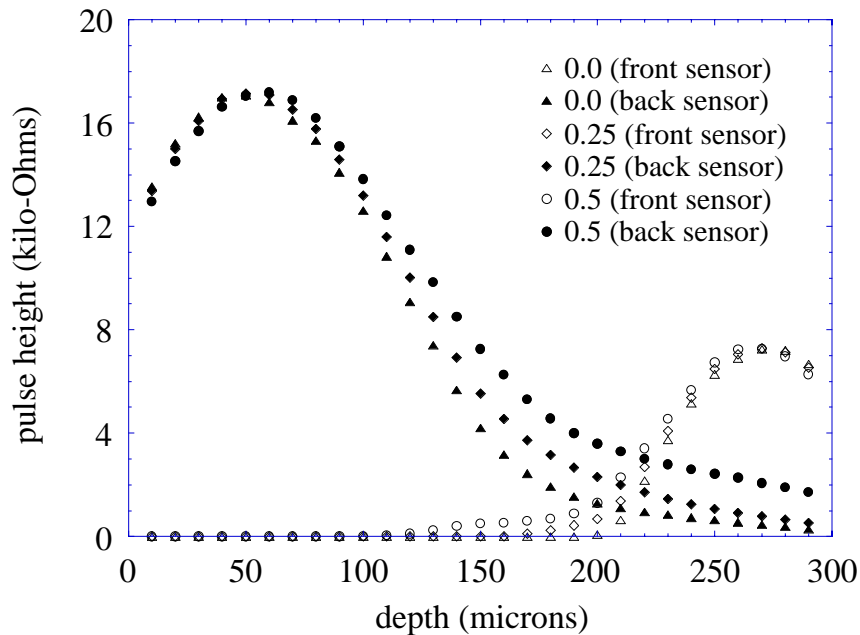 20
16
12
8
4
0
pulse height (kilo-Ohms)
0.0 (front sensor)
0.0 (back sensor)
0.25 (front sensor)
0.25 (back sensor)
0.5 (front sensor)
0.5 (back sensor)
0 50 100 150 200 250 300
depth (microns)